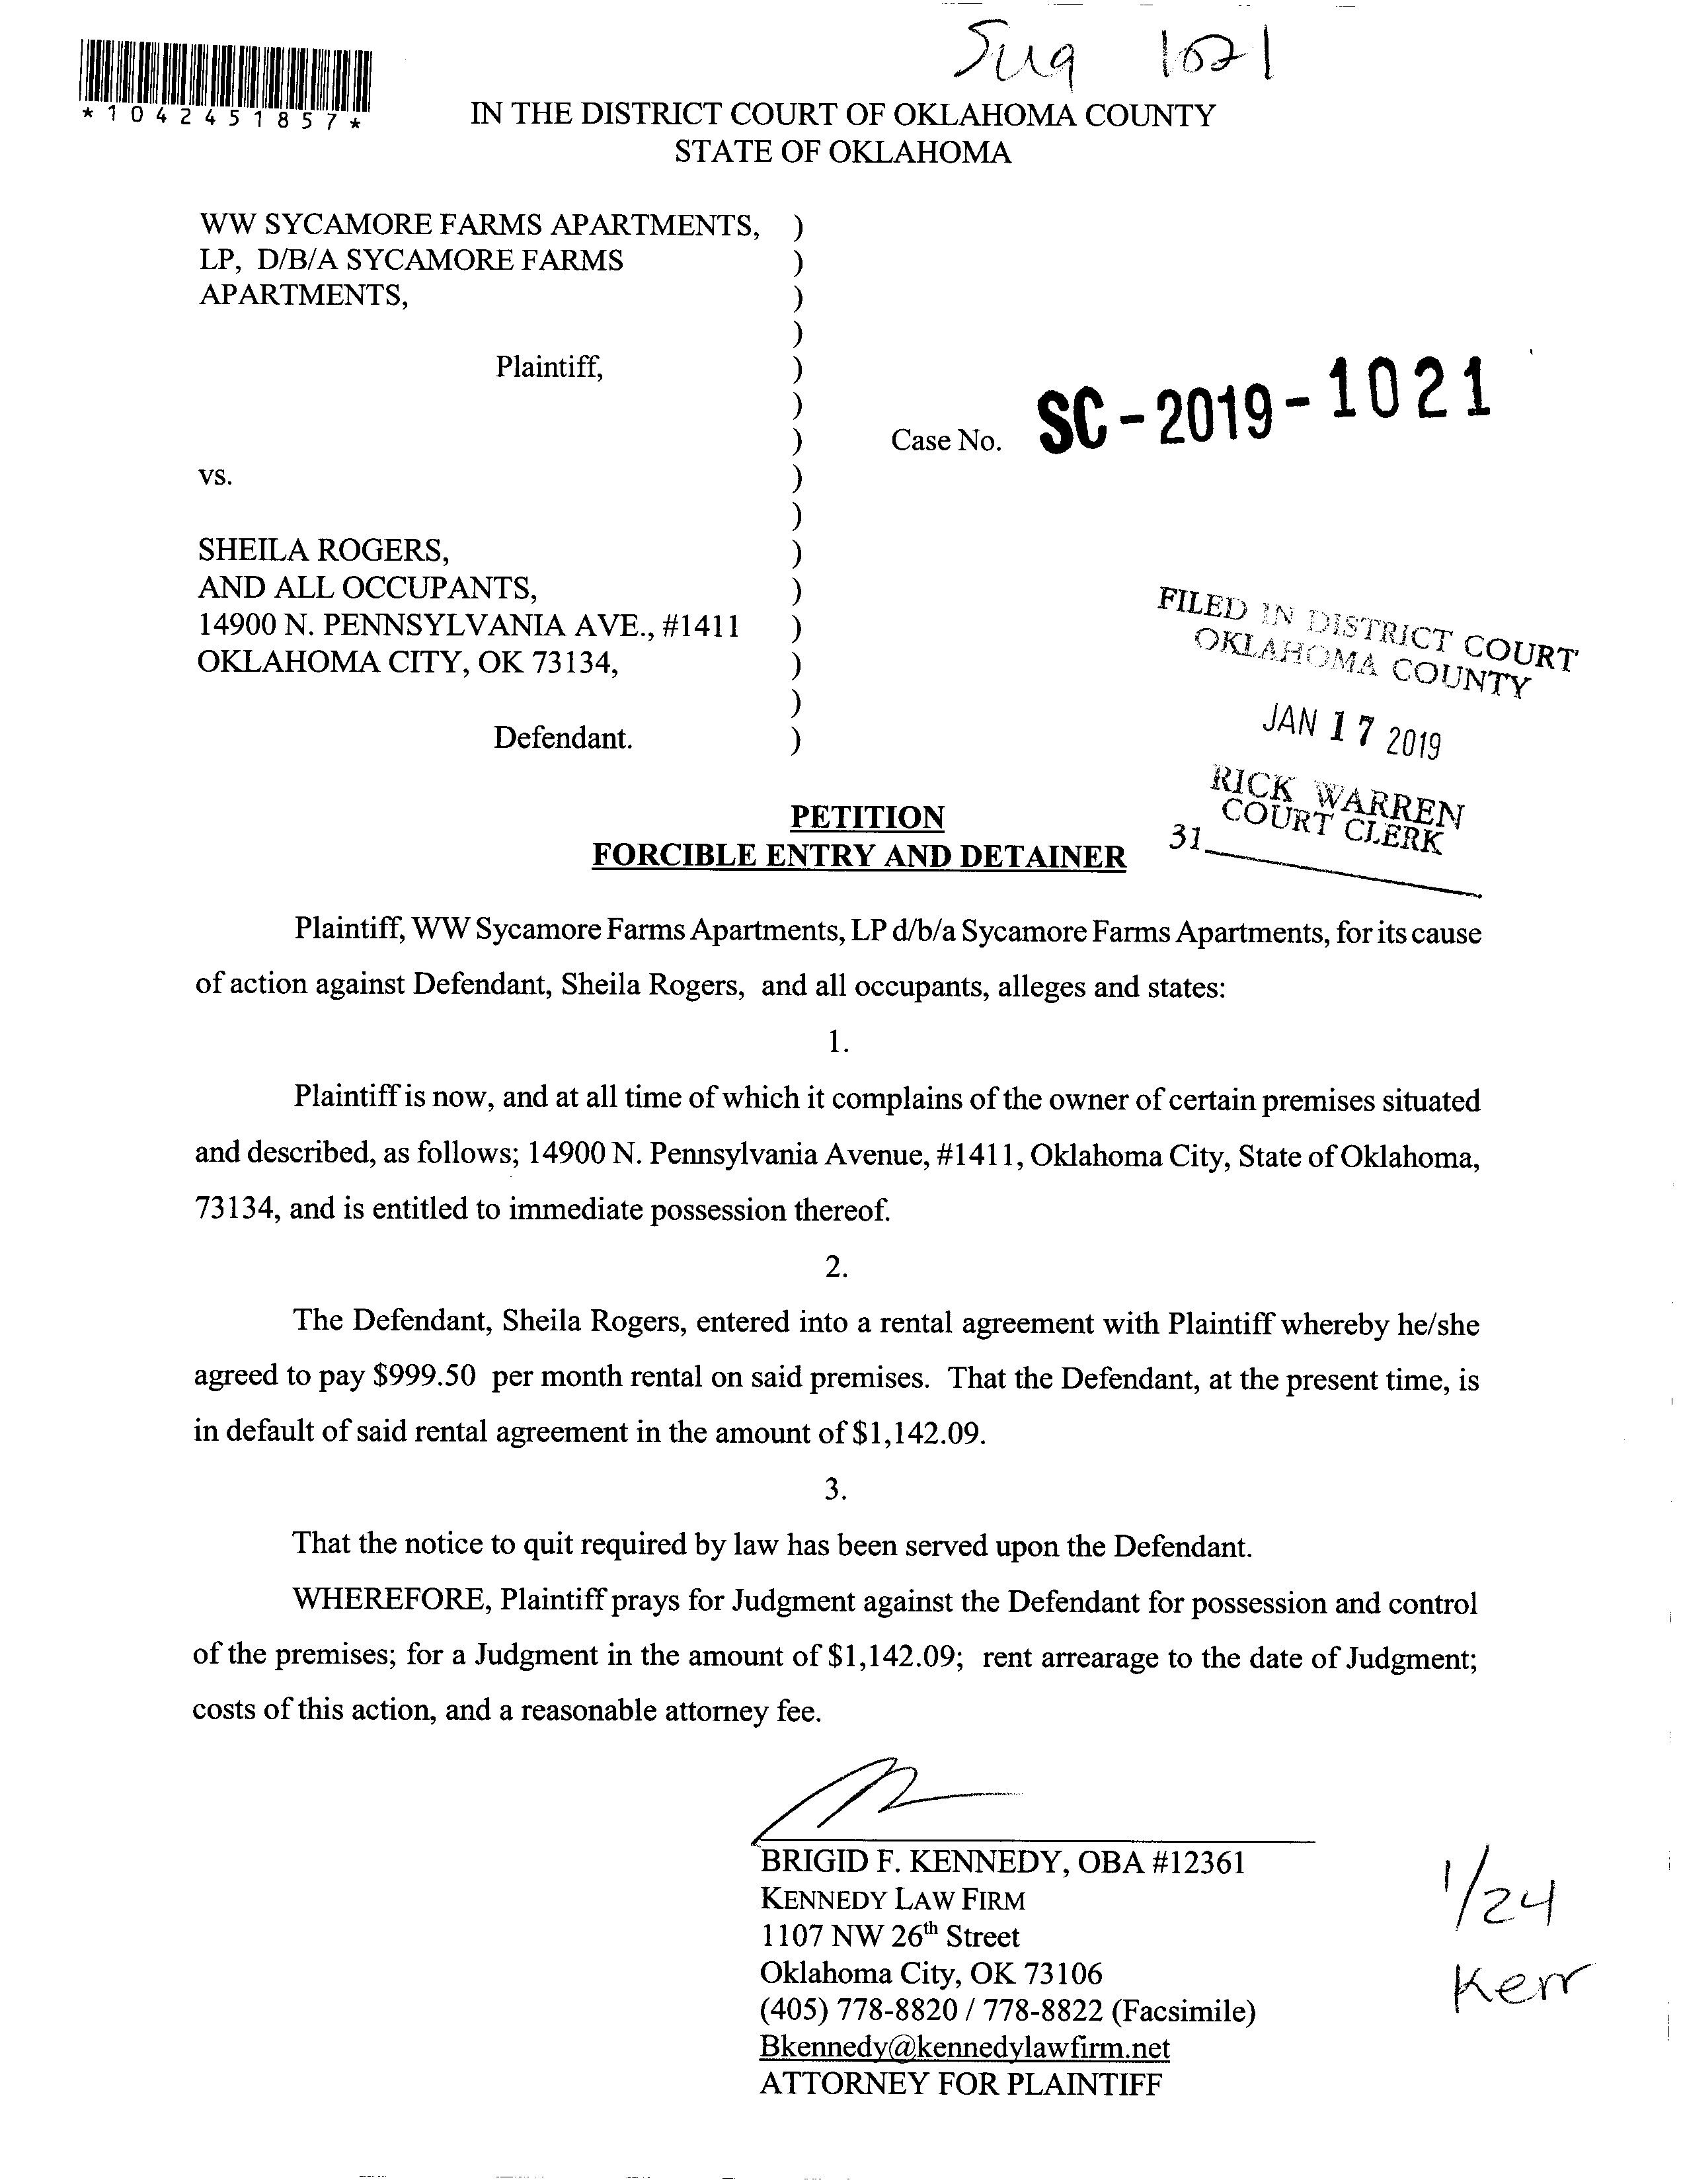 Sug 1021
*1042451857*
IN THE DISTRICT COURT OF OKLAHOMA COUNTY
STATE OF OKLAHOMA
WW SYCAMORE FARMS APARTMENTS, )
LP, D/B/A SYCAMORE FARMS )
APARTMENTS, )
)
Plaintiff, )
)
) Case No. SC-2019-1021
vs. )
)
SHEILA ROGERS, )
AND ALL OCCUPANTS, )
14900 N. PENNSYLVANIA AVE., #1411 )
OKLAHOMA CITY, OK 73134, )
)
Defendant. )
FILED IN DISTRICT COURT
OKLAHOMA COUNTY
JAN 17 2019
RICK WARREN
COURT CLERK
31
PETITION
FORCIBLE ENTRY AND DETAINER
Plaintiff, WW Sycamore Farms Apartments, LP d/b/a Sycamore Farms Apartments, for its cause
of action against Defendant, Sheila Rogers, and all occupants, alleges and states:
1.
Plaintiff is now, and at all time of which it complains of the owner of certain premises situated
and described, as follows; 14900 N. Pennsylvania Avenue, #1411, Oklahoma City, State of Oklahoma,
73134, and is entitled to immediate possession thereof.
2.
The Defendant, Sheila Rogers, entered into a rental agreement with Plaintiff whereby he/she
agreed to pay $999.50 per month rental on said premises. That the Defendant, at the present time, is
in default of said rental agreement in the amount of $1,142.09.
3.
That the notice to quit required by law has been served upon the Defendant.
WHEREFORE, Plaintiff prays for Judgment against the Defendant for possession and control
of the premises; for a Judgment in the amount of $1,142.09; rent arrearage to the date of Judgment;
costs of this action, and a reasonable attorney fee.
BRIGID F. KENNEDY, OBA #12361
KENNEDY LAW FIRM
1107 NW 26th Street
Oklahoma City, OK 73106
(405) 778-8820 / 778-8822 (Facsimile)
Bkennedy@kennedylawfirm.net
ATTORNEY FOR PLAINTIFF
1/24
Kerr